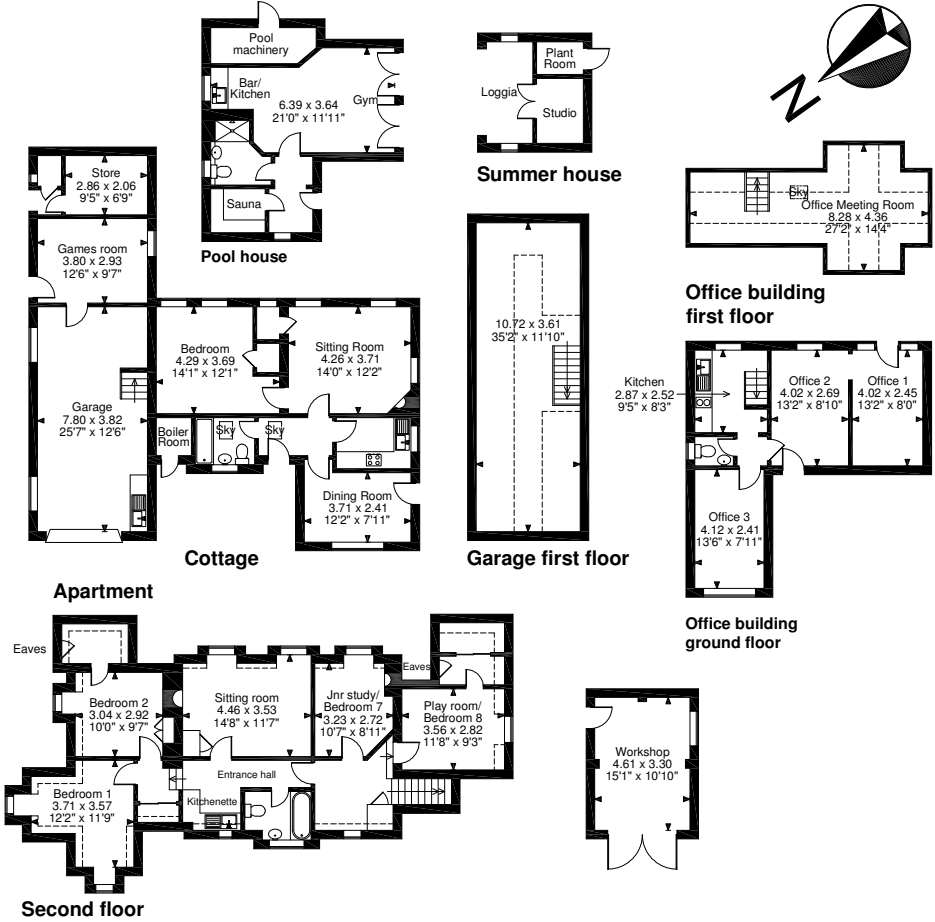 Pool
machinery
Bar/
Kitchen
6.39 x 3.64
21'0" x 11'11"
Gym
Sauna
Pool house
Plant
Room
Loggia
Studio
Summer house
N
Sky
Office Meeting Room
8.28 x 4.36
27'2" x 14'4"
Office building
first floor
Store
2.86 x 2.06
9'5" x 6'9"
Games room
3.80 x 2.93
12'6" x 9'7"
Bedroom
4.29 x 3.69
14'1" x 12'1"
Sitting Room
4.26 x 3.71
14'0" x 12'2"
Garage
7.80 x 3.82
25'7" x 12'6"
Boiler
Room
Sky
Sky
Dining Room
3.71 x 2.41
12'2" x 7'11"
Cottage
10.72 x 3.61
35'2" x 11'10"
Garage first floor
Kitchen
2.87 x 2.52
9'5" x 8'3"
Office 2
4.02 x 2.69
13'2" x 8'10"
Office 1
4.02 x 2.45
13'2" x 8'0"
Office 3
4.12 x 2.41
13'6" x 7'11"
Office building
ground floor
Apartment
Eaves
Bedroom 2
3.04 x 2.92
10'0" x 9'7"
Sitting room
4.46 x 3.53
14'8" x 11'7"
Jnr study/
Bedroom 7
3.23 x 2.72
10'7" x 8'11"
Eaves
Play room/
Bedroom 8
3.56 x 2.82
11'8" x 9'3"
Bedroom 1
3.71 x 3.57
12'2" x 11'9"
Entrance hall
Kitchenette
Second floor
Workshop
4.61 x 3.30
15'1" x 10'10"